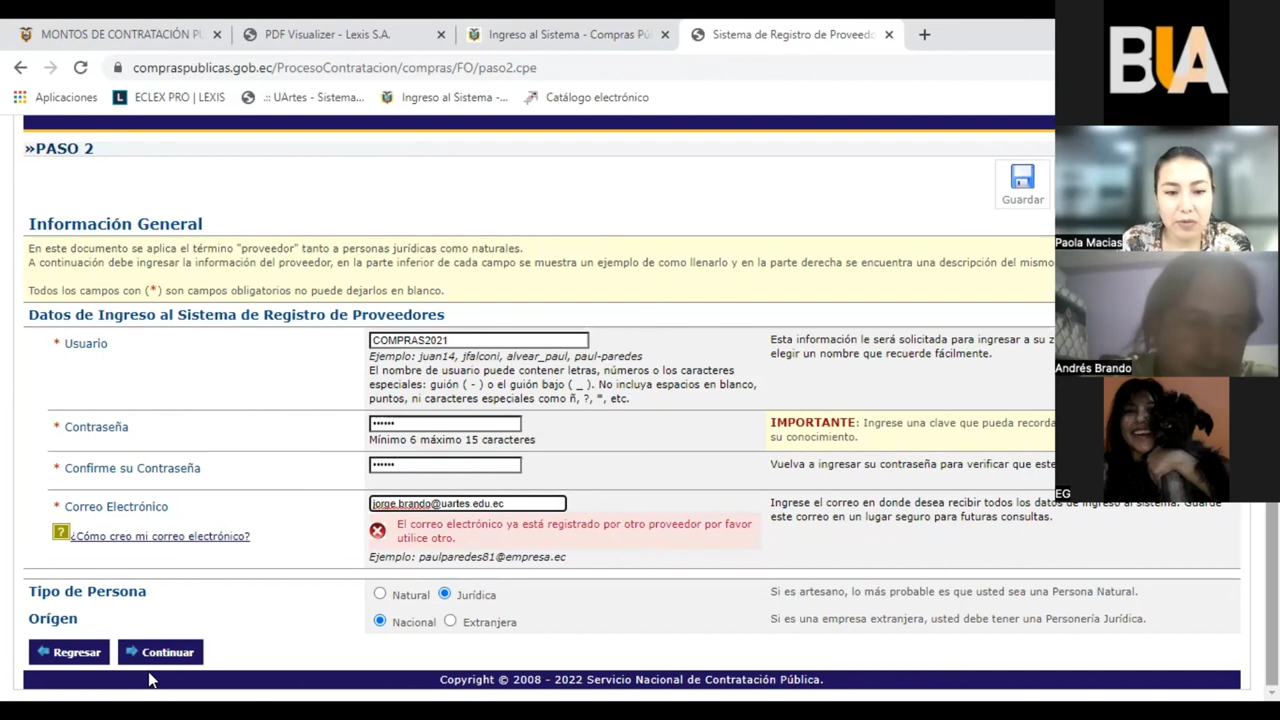 MONTOS DE CONTRATACIÓN PU
PDF Visualizer - Lexis S.A.
Ingreso al Sistema - Compras Púb
Sistema de Registro de Proveedo
compraspublicas.gob.ec/ProcesoContratacion/compras/FO/paso2.cpe
Aplicaciones
ECLEX PRO | LEXIS
.:: UArtes - Sistema...
Ingreso al Sistema -...
Catálogo electrónico
BUA
»PASO 2
Guardar
Información General
En este documento se aplica el término "proveedor" tanto a personas jurídicas como naturales.
A continuación debe ingresar la información del proveedor, en la parte inferior de cada campo se muestra un ejemplo de como llenarlo y en la parte derecha se encuentra una descripción del mismo
Todos los campos con (*) son campos obligatorios no puede dejarlos en blanco.
Paola Macias
Datos de Ingreso al Sistema de Registro de Proveedores
* Usuario
COMPRAS2021
Ejemplo: juan14, jfalconi, alvear_paul, paul-paredes
El nombre de usuario puede contener letras, números o los caracteres
especiales: guión ( - ) o el guión bajo ( _ ). No incluya espacios en blanco,
puntos, ni caracteres especiales como ñ, ?, *, etc.
Esta información le será solicitada para ingresar a su z
elegir un nombre que recuerde fácilmente.
Andrés Brando
* Contraseña
••••••
Mínimo 6 máximo 15 caracteres
IMPORTANTE: Ingrese una clave que pueda recorda
su conocimiento.
* Confirme su Contraseña
••••••
Vuelva a ingresar su contraseña para verificar que este
EG
* Correo Electrónico
jorge.brando@uartes.edu.ec
Ingrese el correo en donde desea recibir todos los datos de ingreso al sistema. Guarde
este correo en un lugar seguro para futuras consultas.
? ¿Cómo creo mi correo electrónico?
El correo electrónico ya está registrado por otro proveedor por favor
utilice otro.
Ejemplo: paulparedes81@empresa.ec
Tipo de Persona
Natural
Jurídica
Si es artesano, lo más probable es que usted sea una Persona Natural.
Orígen
Nacional
Extranjera
Si es una empresa extranjera, usted debe tener una Personería Jurídica.
Regresar
Continuar
Copyright © 2008 - 2022 Servicio Nacional de Contratación Pública.